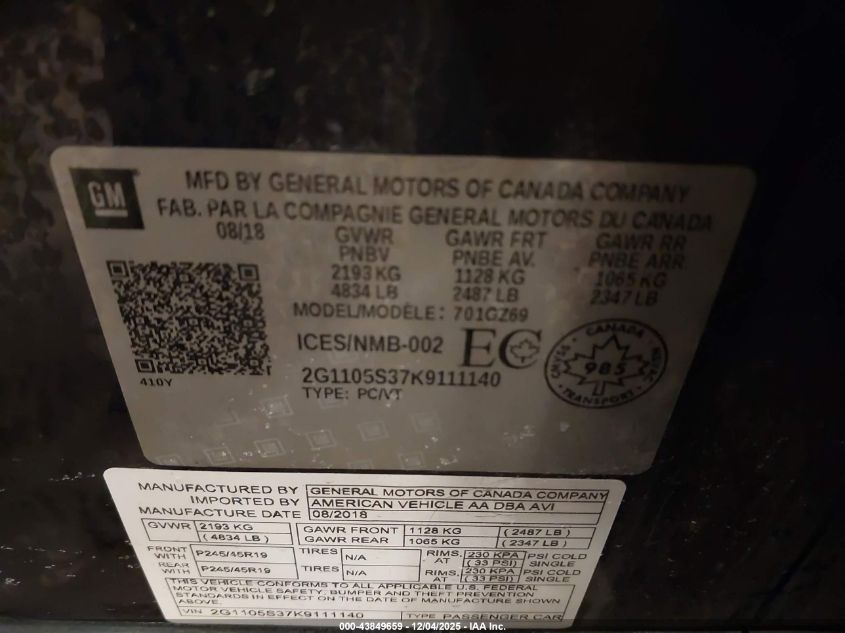 GM
MFD BY GENERAL MOTORS OF CANADA COMPANY
FAB. PAR LA COMPAGNIE GENERAL MOTORS DU CANADA
08/18 GVWR GAWR FRT GAWR RR
PNBV PNBE AV. PNBE ARR.
2193 KG 1128 KG 1065 KG
4834 LB 2487 LB 2347 LB
MODEL/MODÈLE: 701GZ69
ICES/NMB-002 EC
CANADA
CMVSS 985 NSVAC
TRANSPORT
410Y
2G1105S37K9111140
TYPE: PC/VT
MANUFACTURED BY GENERAL MOTORS OF CANADA COMPANY
IMPORTED BY AMERICAN VEHICLE AA DBA AVI
MANUFACTURE DATE 08/2018
GVWR 2193 KG GAWR FRONT 1128 KG (2487 LB)
(4834 LB) GAWR REAR 1065 KG (2347 LB)
FRONT WITH P245/45R19 TIRES N/A RIMS, AT 230 KPA (33 PSI) PSI COLD SINGLE
REAR WITH P245/45R19 TIRES N/A RIMS, AT 230 KPA (33 PSI) PSI COLD SINGLE
THIS VEHICLE CONFORMS TO ALL APPLICABLE U.S. FEDERAL
MOTOR VEHICLE SAFETY, BUMPER AND THEFT PREVENTION
STANDARDS IN EFFECT ON THE DATE OF MANUFACTURE SHOWN
ABOVE.
VIN 2G1105S37K9111140 TYPE PASSENGER CAR
000-43849659 - 12/04/2025 - IAA Inc.